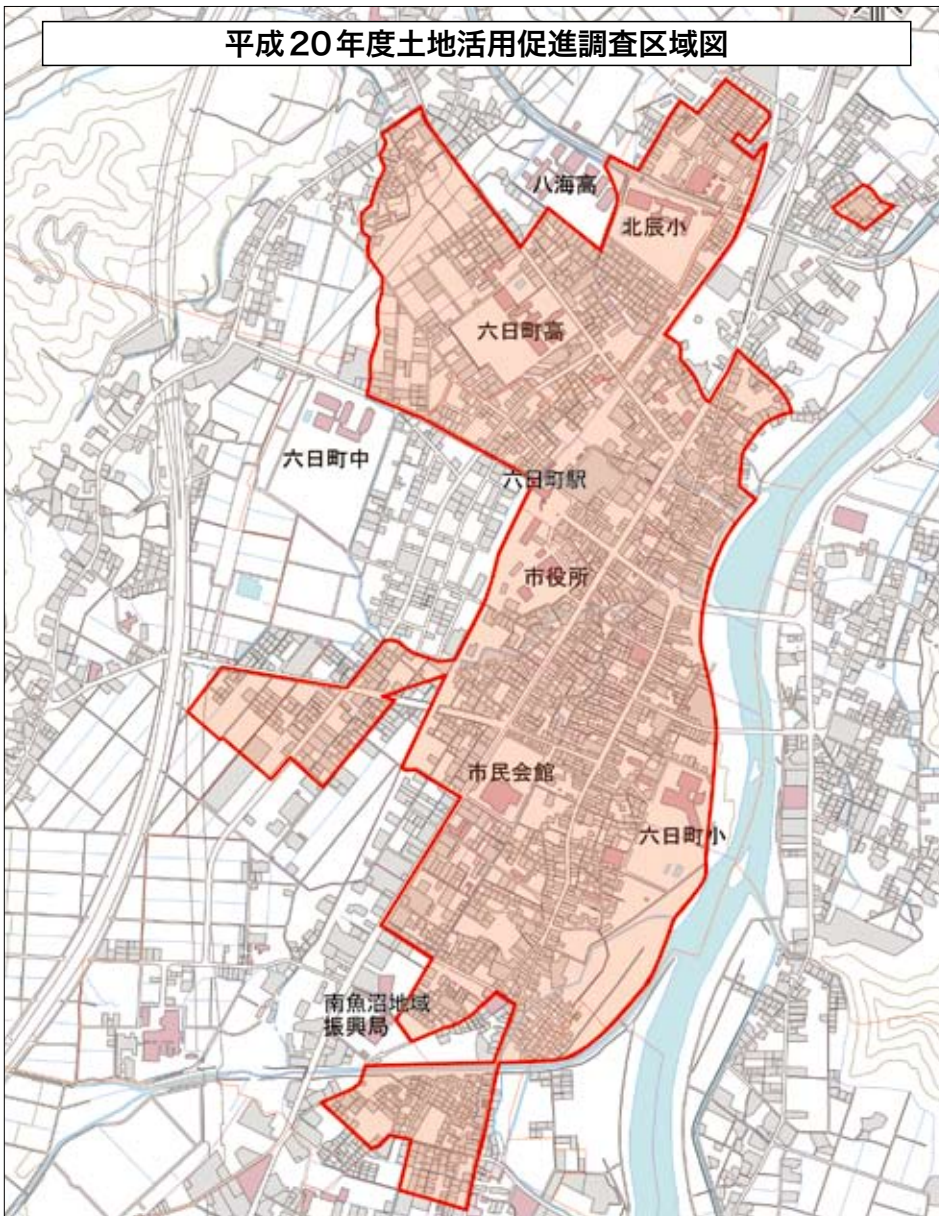 平成20年度土地活用促進調査区域図
八海高
北辰小
六日町高
六日町中
六日町駅
市役所
市民会館
六日町小
南魚沼地域
振興局